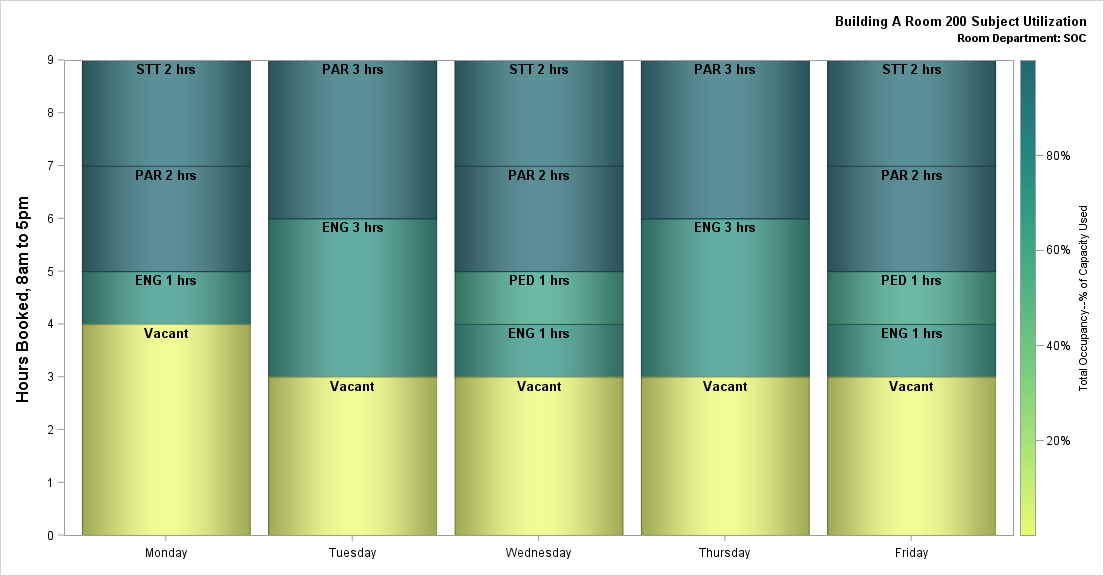 Building A Room 200 Subject Utilization
Room Department: SOC
Hours Booked, 8am to 5pm
9
8
7
6
5
4
3
2
1
0
STT 2 hrs
PAR 2 hrs
ENG 1 hrs
Vacant
PAR 3 hrs
ENG 3 hrs
Vacant
STT 2 hrs
PAR 2 hrs
PED 1 hrs
ENG 1 hrs
Vacant
PAR 3 hrs
ENG 3 hrs
Vacant
STT 2 hrs
PAR 2 hrs
PED 1 hrs
ENG 1 hrs
Vacant
Monday
Tuesday
Wednesday
Thursday
Friday
80%
60%
40%
20%
Total Occupancy--% of Capacity Used